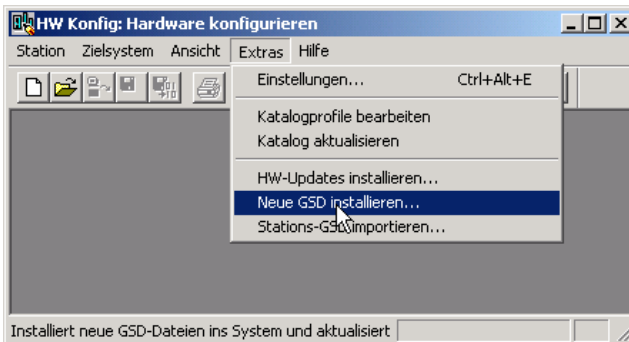 HW Konfig: Hardware konfigurieren
Station Zielsystem Ansicht Extras Hilfe
Einstellungen... Ctrl+Alt+E
Katalogprofile bearbeiten
Katalog aktualisieren
HW-Updates installieren...
Neue GSD installieren...
Stations-GSD importieren...
Installiert neue GSD-Dateien ins System und aktualisiert